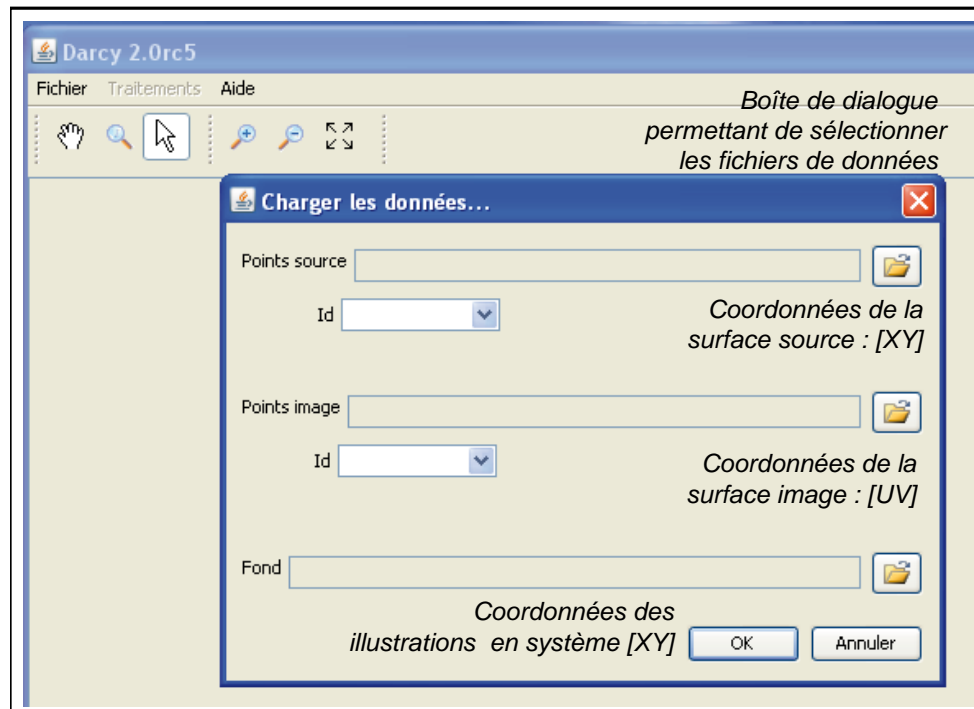 Darcy 2.0rc5
Fichier Traitements Aide
Boîte de dialogue
permettant de sélectionner
les fichiers de données
Charger les données...
Points source
Id
Coordonnées de la
surface source : [XY]
Points image
Id
Coordonnées de la
surface image : [UV]
Fond
Coordonnées des
illustrations en système [XY]
OK Annuler